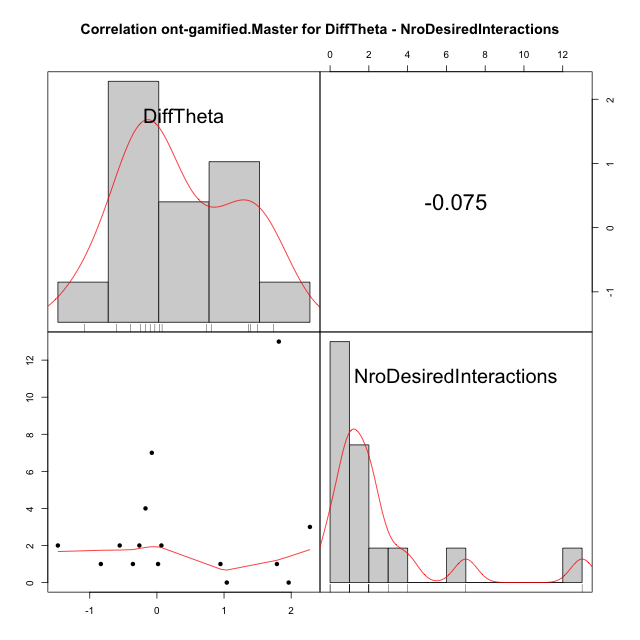 Correlation ont-gamified.Master for DiffTheta - NroDesiredInteractions
0 2 4 6 8 10 12
DiffTheta
-0.075
2
1
0
-1
NroDesiredInteractions
12
10
8
6
4
2
0
-1 0 1 2